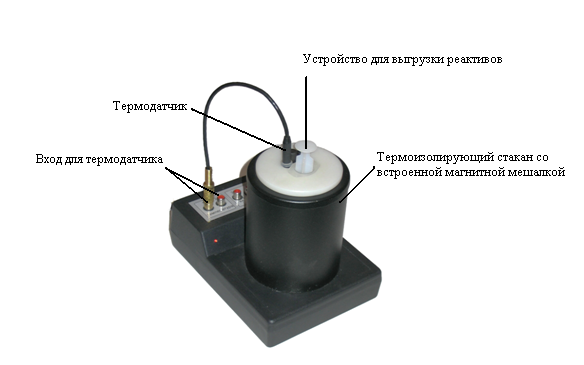 Устройство для выгрузки реактивов
Термодатчик
Вход для термодатчика
Термоизолирующий стакан со
встроенной магнитной мешалкой